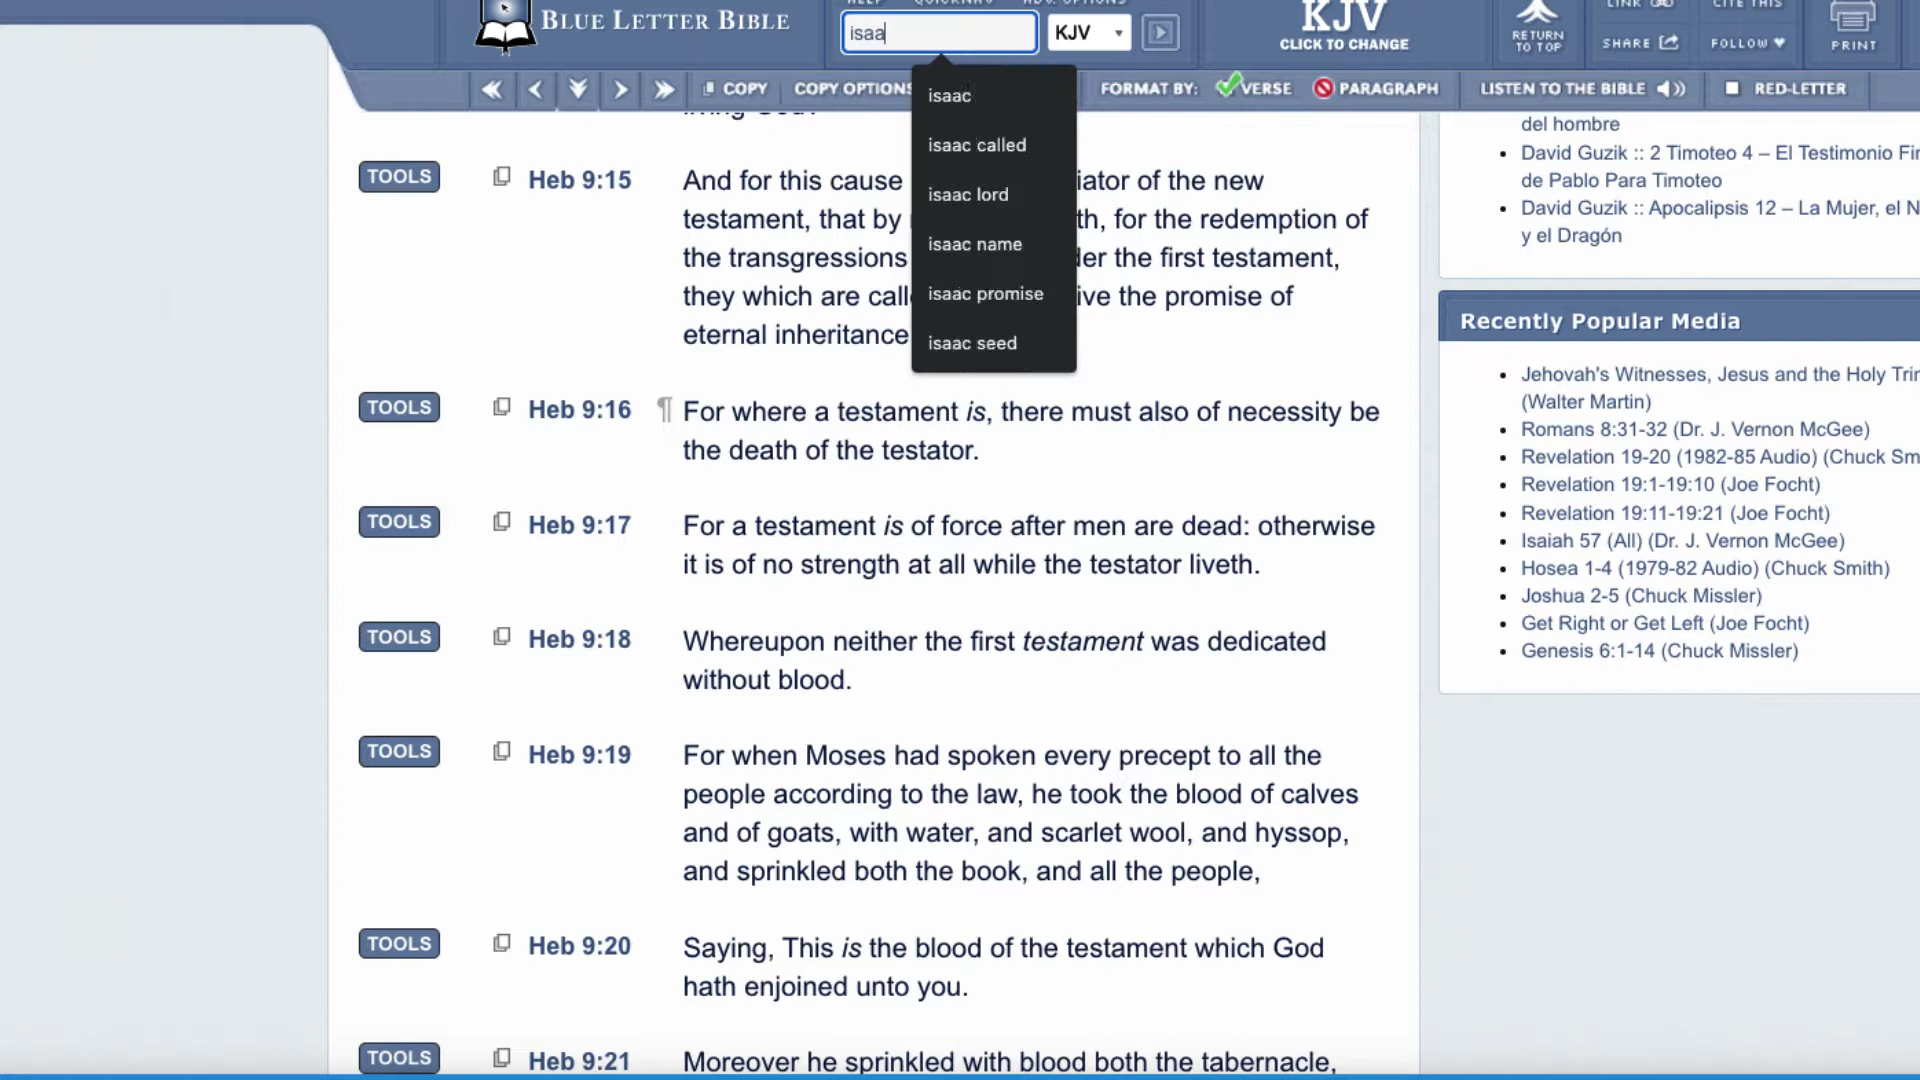 HELP QUICKNAV ADV. OPTIONS
BLUE LETTER BIBLE
isaa
KJV
KJV
CLICK TO CHANGE
RETURN
TO TOP
LINK
CITE THIS
SHARE
FOLLOW
PRINT
COPY
COPY OPTIONS
FORMAT BY:
VERSE
PARAGRAPH
LISTEN TO THE BIBLE
RED-LETTER
isaac
isaac called
isaac lord
isaac name
isaac promise
isaac seed
living God?
TOOLS
Heb 9:15
And for this cause iator of the new
testament, that by th, for the redemption of
the transgressions der the first testament,
they which are call ive the promise of
eternal inheritance
TOOLS
Heb 9:16
¶ For where a testament is, there must also of necessity be
the death of the testator.
TOOLS
Heb 9:17
For a testament is of force after men are dead: otherwise
it is of no strength at all while the testator liveth.
TOOLS
Heb 9:18
Whereupon neither the first testament was dedicated
without blood.
TOOLS
Heb 9:19
For when Moses had spoken every precept to all the
people according to the law, he took the blood of calves
and of goats, with water, and scarlet wool, and hyssop,
and sprinkled both the book, and all the people,
TOOLS
Heb 9:20
Saying, This is the blood of the testament which God
hath enjoined unto you.
TOOLS
Heb 9:21
Moreover he sprinkled with blood both the tabernacle,
del hombre
David Guzik :: 2 Timoteo 4 – El Testimonio Fi
de Pablo Para Timoteo
David Guzik :: Apocalipsis 12 – La Mujer, el N
y el Dragón
Recently Popular Media
Jehovah's Witnesses, Jesus and the Holy Tri
(Walter Martin)
Romans 8:31-32 (Dr. J. Vernon McGee)
Revelation 19-20 (1982-85 Audio) (Chuck Sm
Revelation 19:1-19:10 (Joe Focht)
Revelation 19:11-19:21 (Joe Focht)
Isaiah 57 (All) (Dr. J. Vernon McGee)
Hosea 1-4 (1979-82 Audio) (Chuck Smith)
Joshua 2-5 (Chuck Missler)
Get Right or Get Left (Joe Focht)
Genesis 6:1-14 (Chuck Missler)